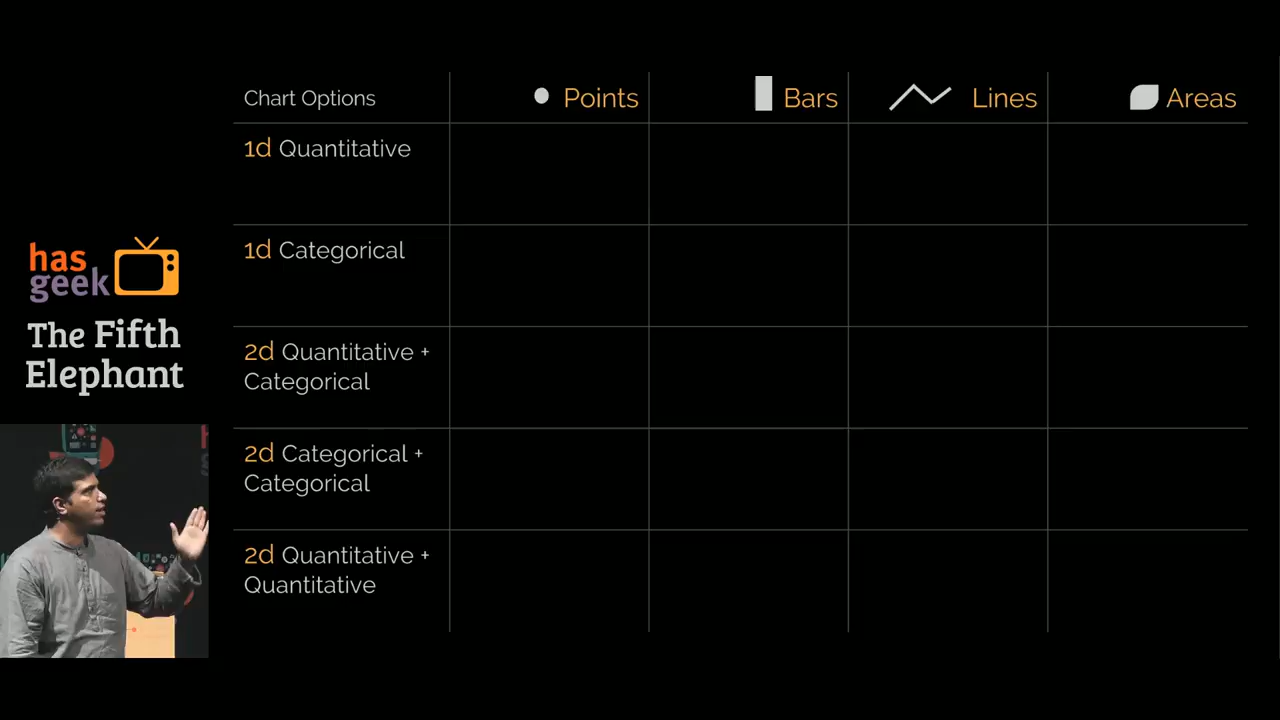 Chart Options
Points
Bars
Lines
Areas
1d Quantitative
1d Categorical
2d Quantitative +
Categorical
2d Categorical +
Categorical
2d Quantitative +
Quantitative
has
geek
The Fifth
Elephant